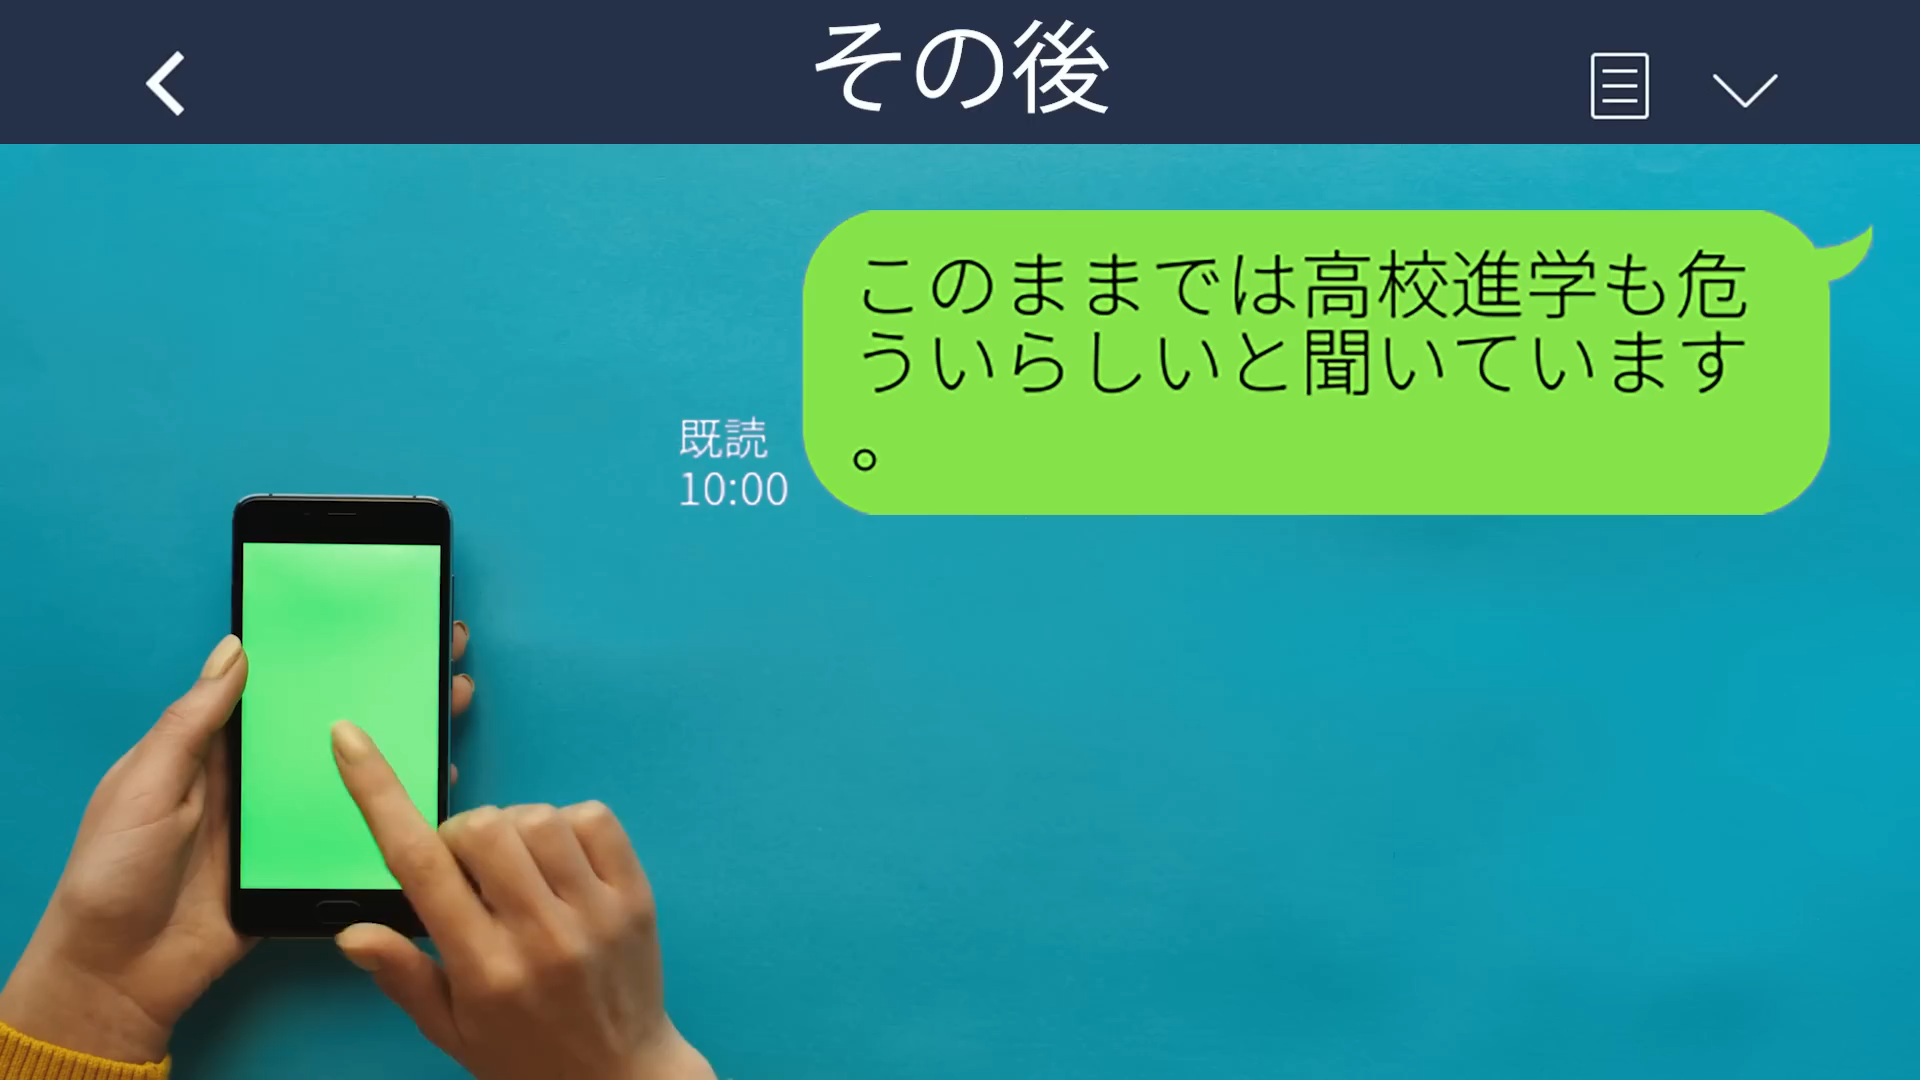 その後
このままでは高校進学も危
ういらしいと聞いています
。
既読
10:00